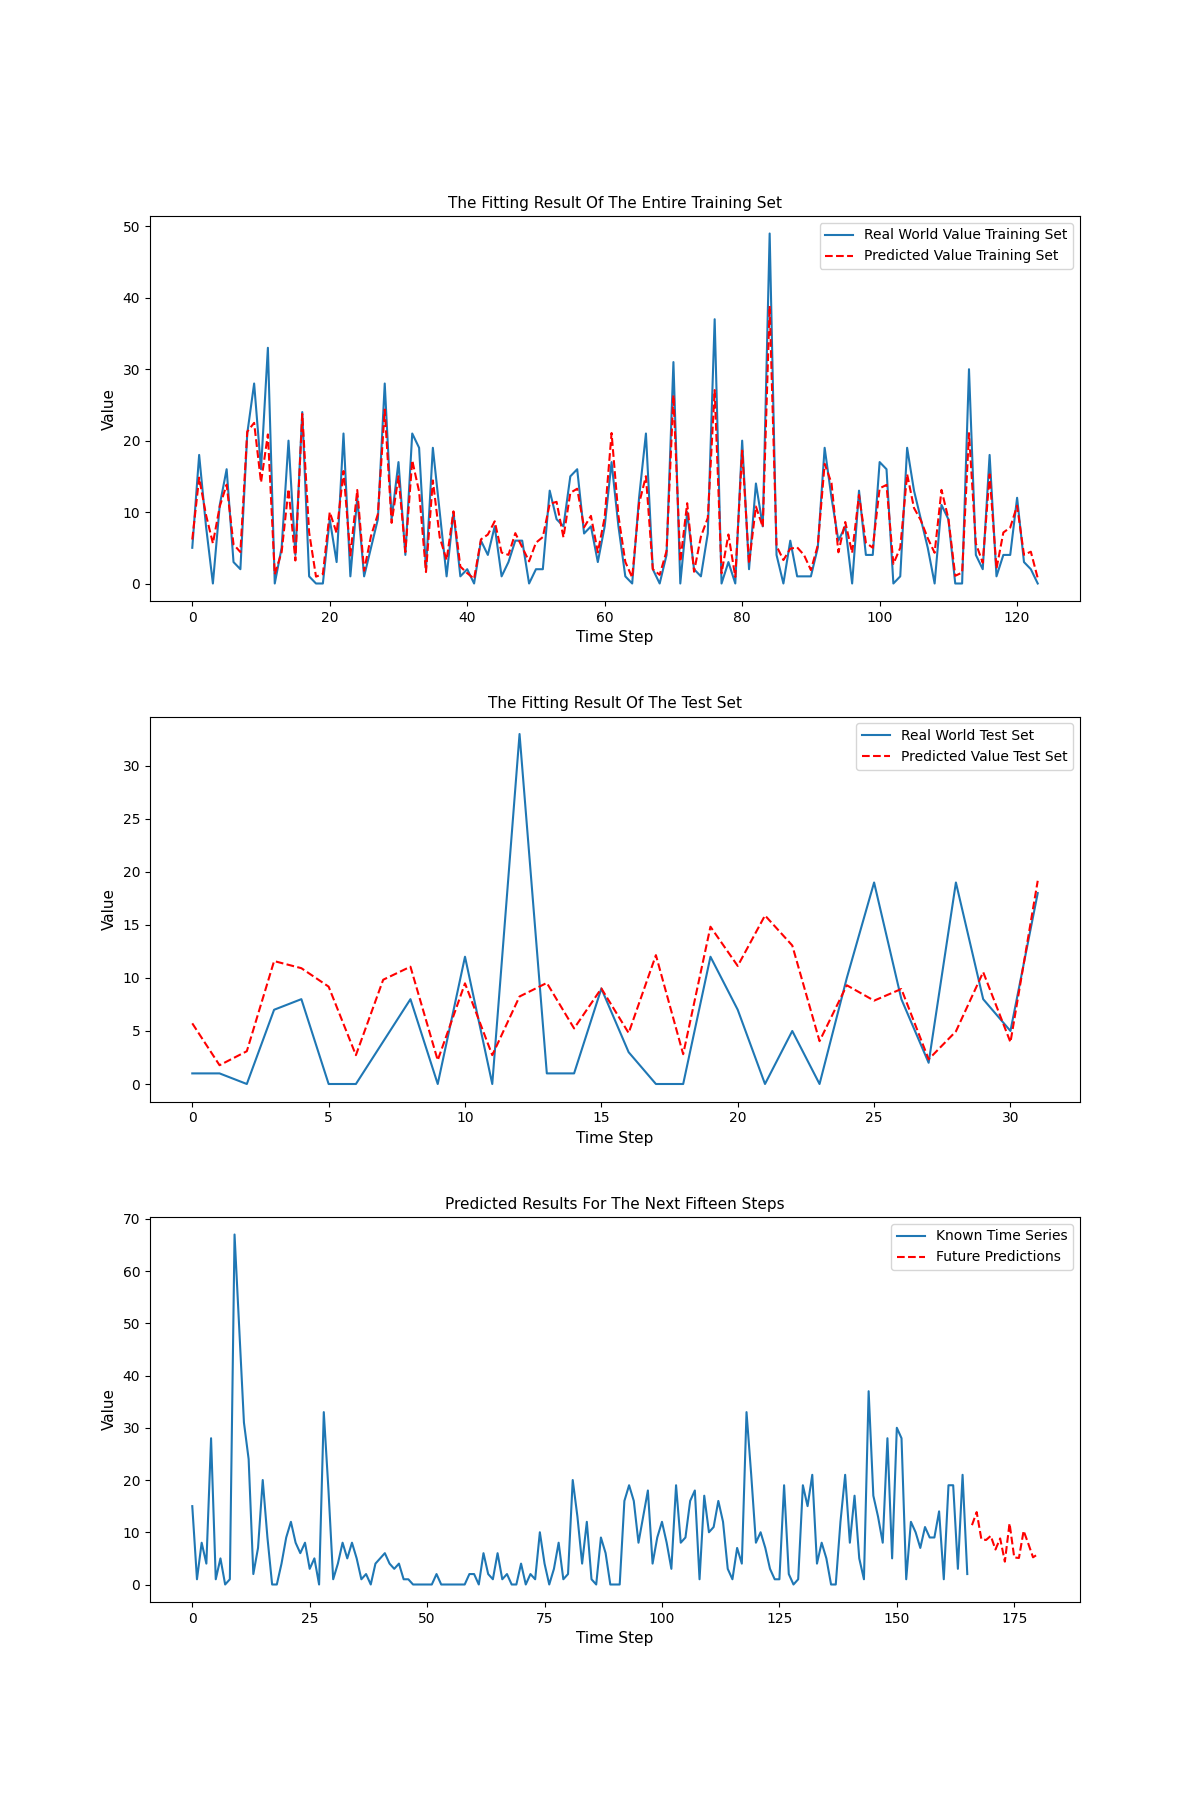 The Fitting Result Of The Entire Training Set
50
40
30
20
10
0
Value
Real World Value Training Set
Predicted Value Training Set
0 20 40 60 80 100 120
Time Step
The Fitting Result Of The Test Set
30
25
20
15
10
5
0
Value
Real World Test Set
Predicted Value Test Set
0 5 10 15 20 25 30
Time Step
Predicted Results For The Next Fifteen Steps
70
60
50
40
30
20
10
0
Value
Known Time Series
Future Predictions
0 25 50 75 100 125 150 175
Time Step